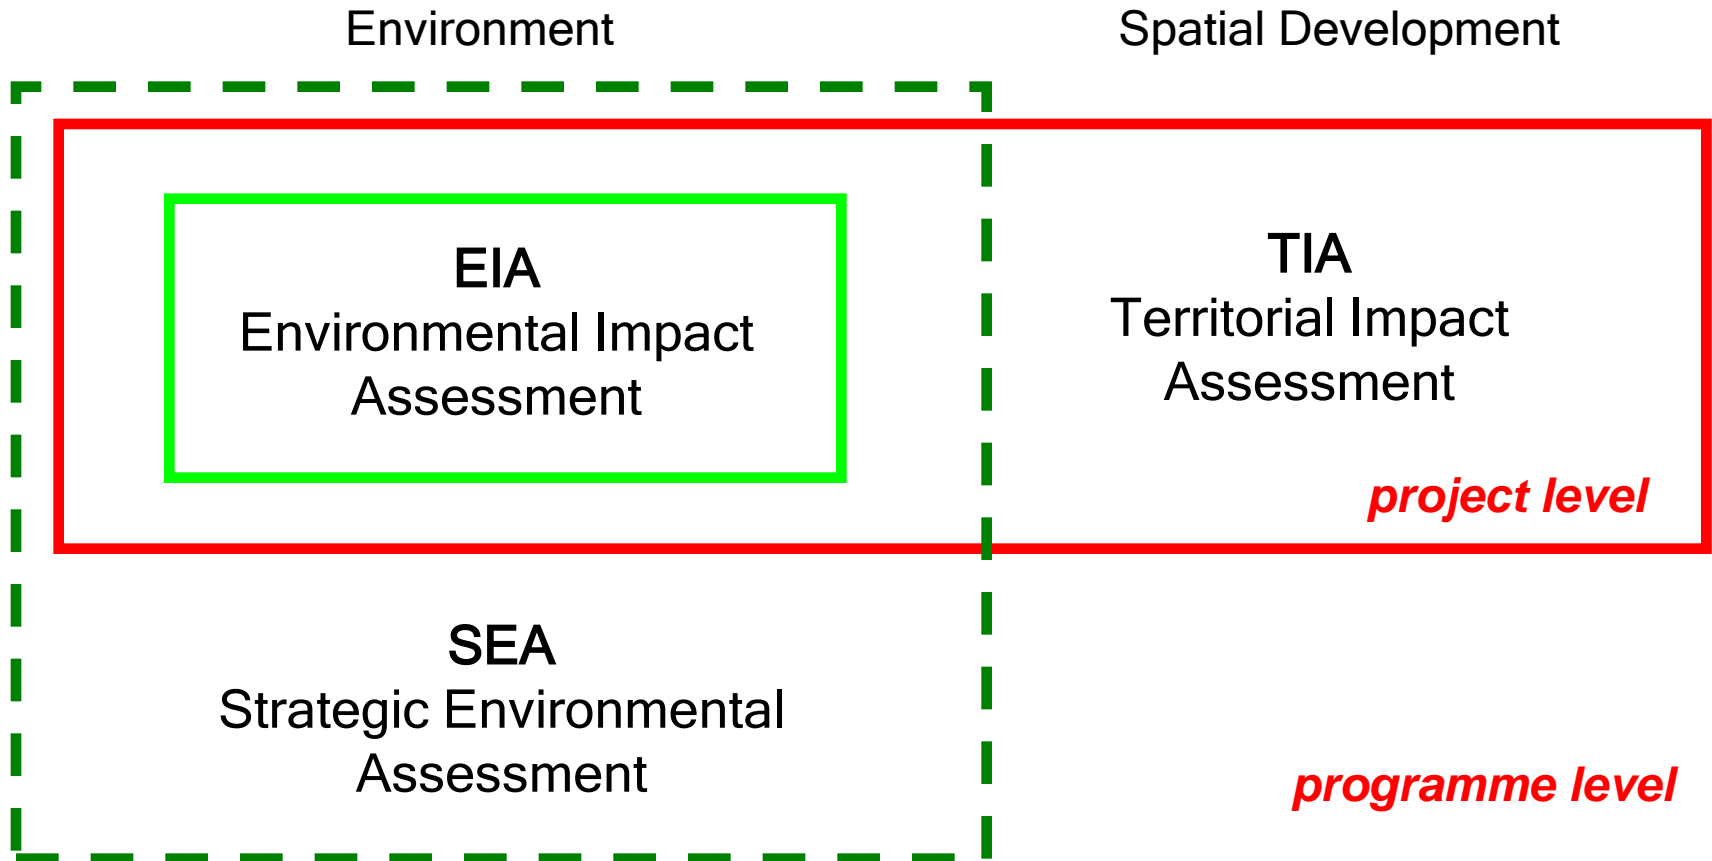 Environment
Spatial Development
EIA
Environmental Impact
Assessment
TIA
Territorial Impact
Assessment
project level
SEA
Strategic Environmental
Assessment
programme level